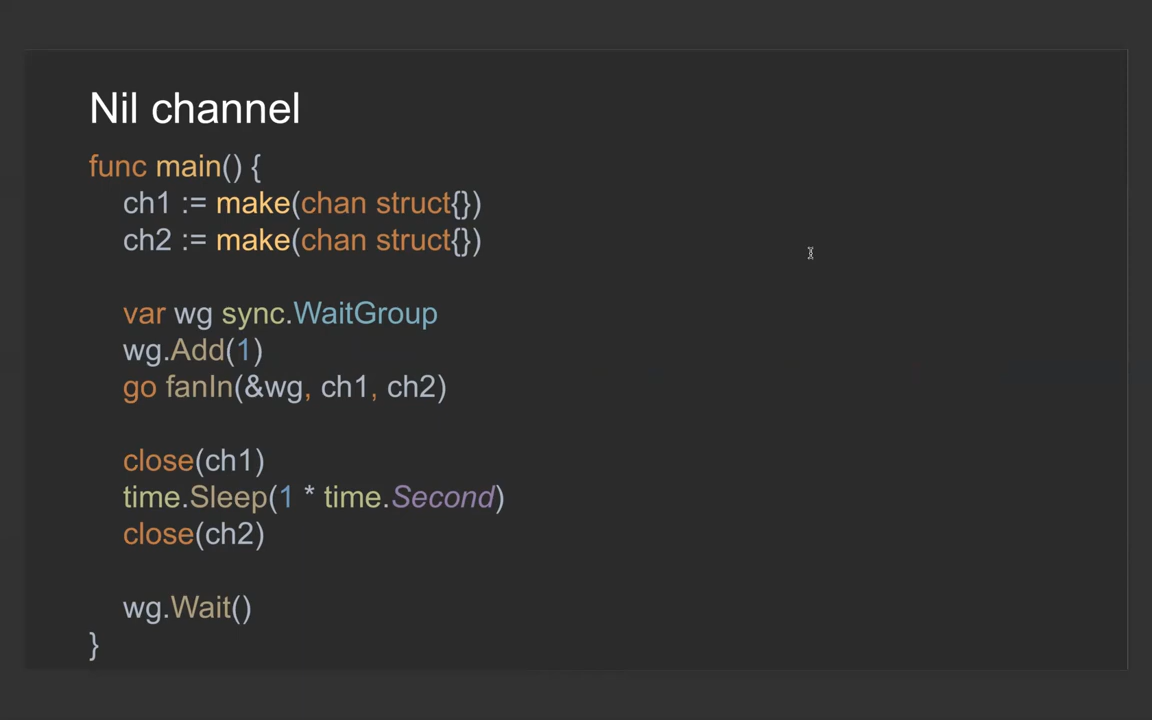 Nil channel
func main() {
ch1 := make(chan struct{})
ch2 := make(chan struct{})
var wg sync.WaitGroup
wg.Add(1)
go fanIn(&wg, ch1, ch2)
close(ch1)
time.Sleep(1 * time.Second)
close(ch2)
wg.Wait()
}